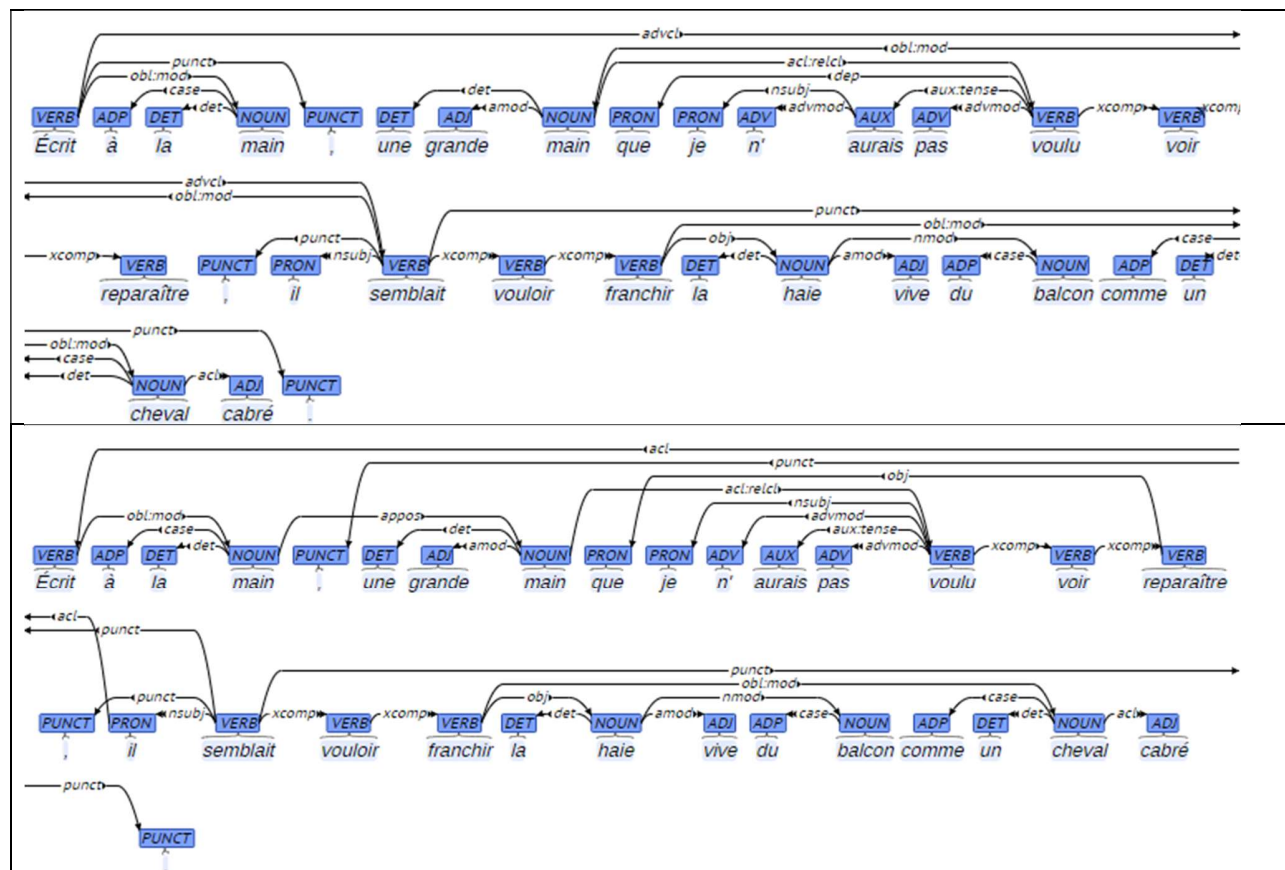 advcl
obl:mod
punct acl:relcl
obl:mod dep
case det nsubj aux:tense
det amod advmod advmod xcomp xcomp
VERB ADP DET NOUN PUNCT DET ADJ NOUN PRON PRON ADV AUX ADV VERB VERB
Écrit à la main , une grande main que je n' aurais pas voulu voir
advcl
obl:mod punct
obl:mod
punct obj nmod case
xcomp nsubj xcomp xcomp det amod case det
VERB PUNCT PRON VERB VERB VERB DET NOUN ADJ ADP NOUN ADP DET
reparaître , il semblait vouloir franchir la haie vive du balcon comme un
punct
obl:mod
case
det acl
NOUN ADJ PUNCT
cheval cabré .
acl
punct
obj
acl:relcl
nsubj
obl:mod appos advmod
case det aux:tense
det amod advmod xcomp xcomp
VERB ADP DET NOUN PUNCT DET ADJ NOUN PRON PRON ADV AUX ADV VERB VERB VERB
Écrit à la main , une grande main que je n' aurais pas voulu voir reparaître
acl
punct
punct
obl:mod
punct obj nmod case
nsubj xcomp xcomp det amod case det acl
PUNCT PRON VERB VERB VERB DET NOUN ADJ ADP NOUN ADP DET NOUN ADJ
, il semblait vouloir franchir la haie vive du balcon comme un cheval cabré
punct
PUNCT